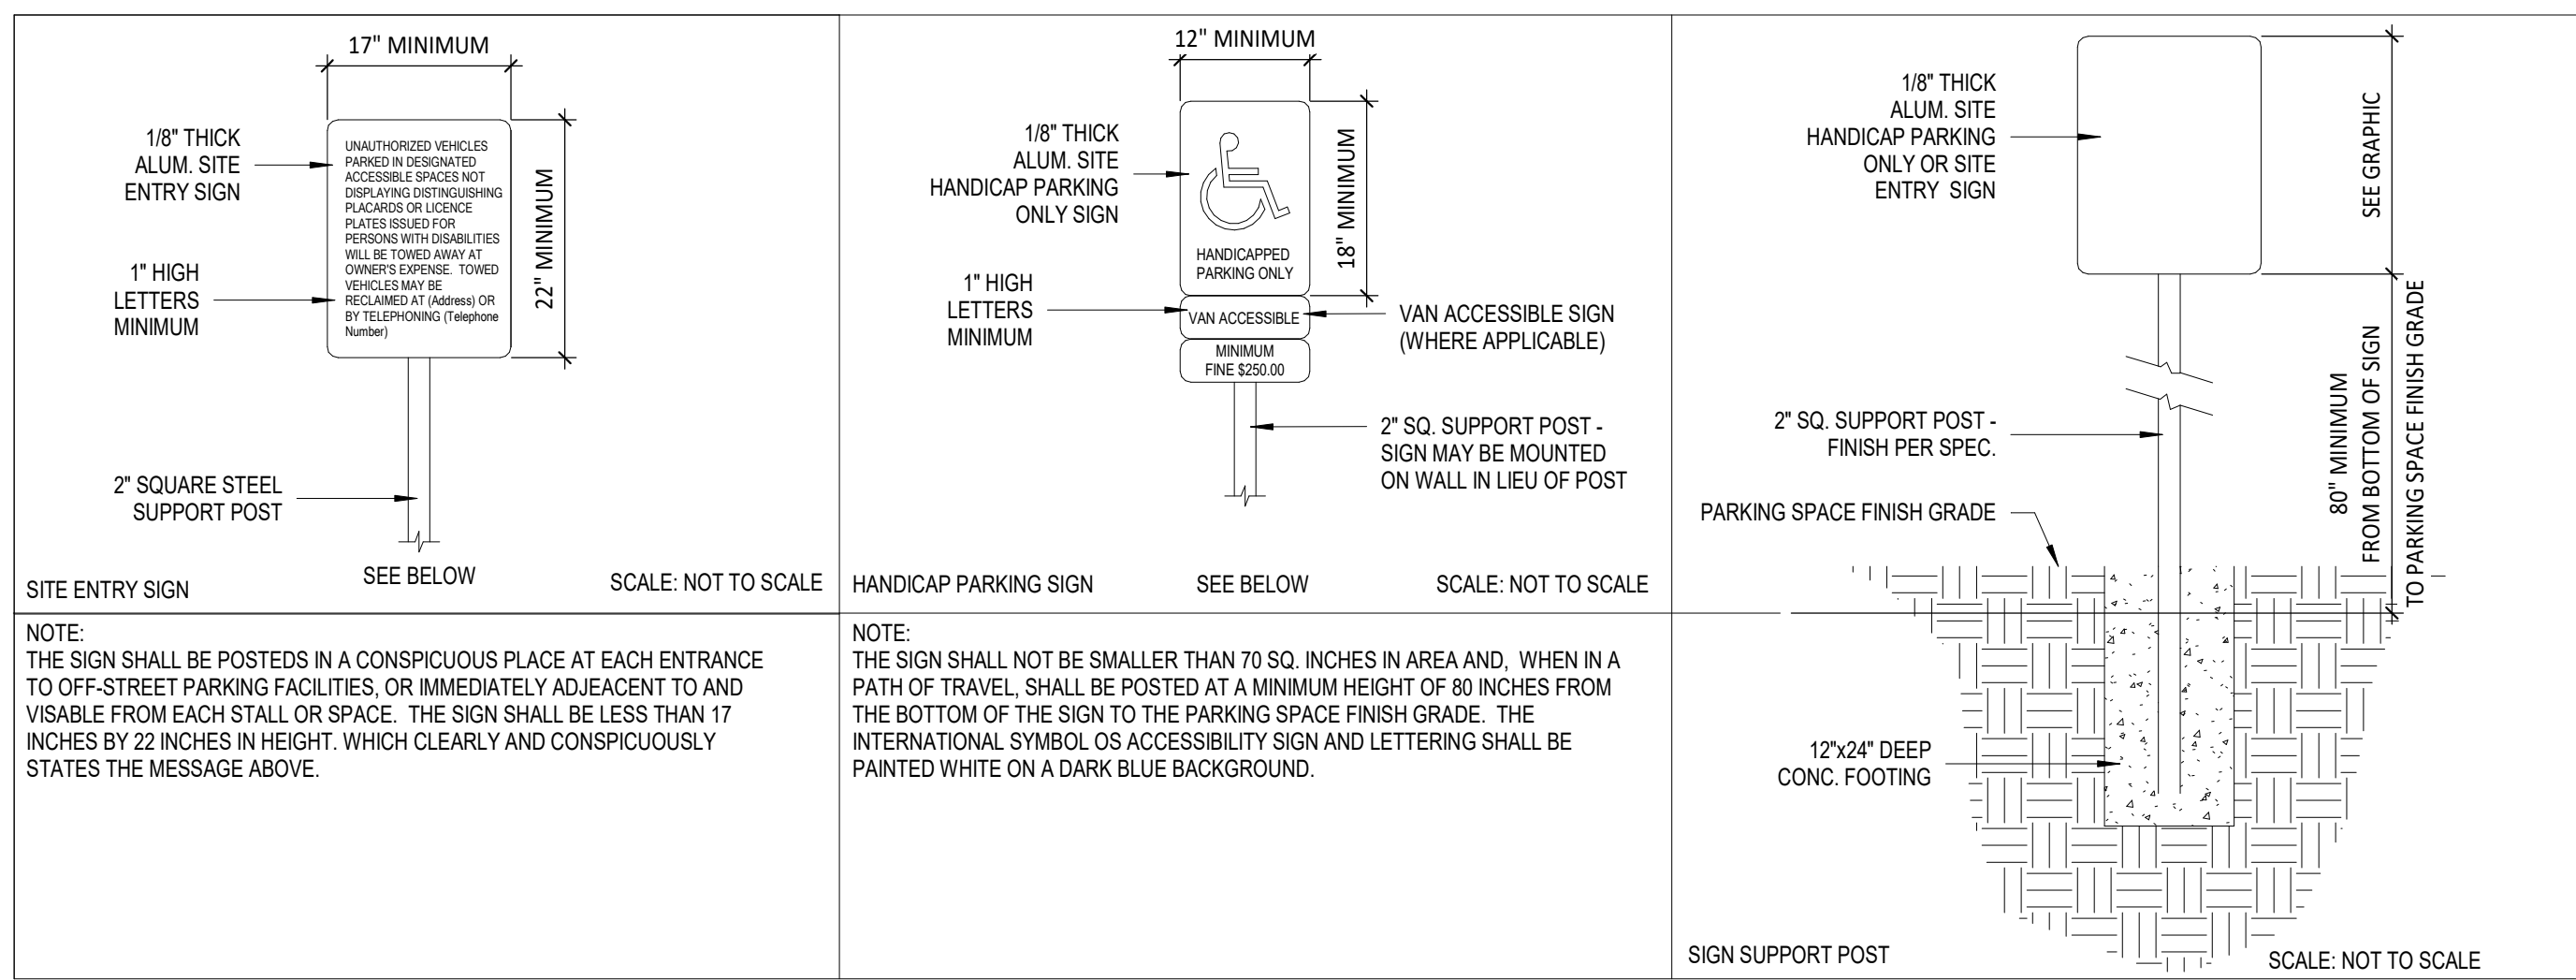 17" MINIMUM
1/8" THICK
ALUM. SITE
ENTRY SIGN
UNAUTHORIZED VEHICLES
PARKED IN DESIGNATED
ACCESSIBLE SPACES NOT
DISPLAYING DISTINGUISHING
PLACARDS OR LICENCE
PLATES ISSUED FOR
PERSONS WITH DISABILITIES
WILL BE TOWED AWAY AT
OWNER'S EXPENSE. TOWED
VEHICLES MAY BE
RECLAIMED AT (Address) OR
BY TELEPHONING (Telephone
Number)
22" MINIMUM
1" HIGH
LETTERS
MINIMUM
2" SQUARE STEEL
SUPPORT POST
SITE ENTRY SIGN
SEE BELOW
SCALE: NOT TO SCALE
NOTE:
THE SIGN SHALL BE POSTEDS IN A CONSPICUOUS PLACE AT EACH ENTRANCE
TO OFF-STREET PARKING FACILITIES, OR IMMEDIATELY ADJEACENT TO AND
VISABLE FROM EACH STALL OR SPACE. THE SIGN SHALL BE LESS THAN 17
INCHES BY 22 INCHES IN HEIGHT. WHICH CLEARLY AND CONSPICUOUSLY
STATES THE MESSAGE ABOVE.
12" MINIMUM
1/8" THICK
ALUM. SITE
HANDICAP PARKING
ONLY SIGN
18" MINIMUM
HANDICAPPED
PARKING ONLY
1" HIGH
LETTERS
MINIMUM
VAN ACCESSIBLE
VAN ACCESSIBLE SIGN
(WHERE APPLICABLE)
MINIMUM
FINE $250.00
2" SQ. SUPPORT POST -
SIGN MAY BE MOUNTED
ON WALL IN LIEU OF POST
HANDICAP PARKING SIGN
SEE BELOW
SCALE: NOT TO SCALE
NOTE:
THE SIGN SHALL NOT BE SMALLER THAN 70 SQ. INCHES IN AREA AND, WHEN IN A
PATH OF TRAVEL, SHALL BE POSTED AT A MINIMUM HEIGHT OF 80 INCHES FROM
THE BOTTOM OF THE SIGN TO THE PARKING SPACE FINISH GRADE. THE
INTERNATIONAL SYMBOL OS ACCESSIBILITY SIGN AND LETTERING SHALL BE
PAINTED WHITE ON A DARK BLUE BACKGROUND.
1/8" THICK
ALUM. SITE
HANDICAP PARKING
ONLY OR SITE
ENTRY SIGN
SEE GRAPHIC
2" SQ. SUPPORT POST -
FINISH PER SPEC.
80" MINIMUM
FROM BOTTOM OF SIGN
TO PARKING SPACE FINISH GRADE
PARKING SPACE FINISH GRADE
12"x24" DEEP
CONC. FOOTING
SIGN SUPPORT POST
SCALE: NOT TO SCALE